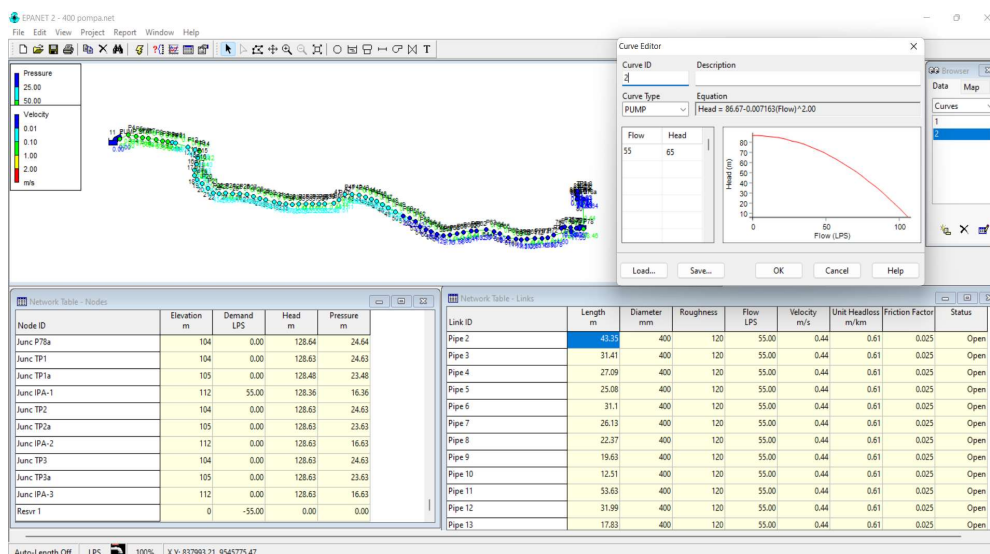 EPANET 2 - 400 pompa.net
File Edit View Project Report Window Help
Pressure
25.00
50.00
Velocity
0.01
0.10
1.00
2.00
m/s
Curve Editor
Curve ID Description
2
Curve Type Equation
PUMP Head = 86.67-0.007163(Flow)^2.00
Flow Head
55 65
Head (m)
80
70
60
50
40
30
20
10
0 50 100
Flow (LPS)
Load... Save... OK Cancel Help
Browser
Data Map
Curves
1
2
Network Table - Nodes
Node ID Elevation m Demand LPS Head m Pressure m
Junc P78a 104 0.00 128.64 24.64
Junc TP1 104 0.00 128.63 24.63
Junc TP1a 105 0.00 128.48 23.48
Junc IPA-1 112 55.00 128.36 16.36
Junc TP2 104 0.00 128.63 24.63
Junc TP2a 105 0.00 128.63 23.63
Junc IPA-2 112 0.00 128.63 16.63
Junc TP3 104 0.00 128.63 24.63
Junc TP3a 105 0.00 128.63 23.63
Junc IPA-3 112 0.00 128.63 16.63
Resvr 1 0 -55.00 0.00 0.00
Network Table - Links
Link ID Length m Diameter mm Roughness Flow LPS Velocity m/s Unit Headloss m/km Friction Factor Status
Pipe 2 43.35 400 120 55.00 0.44 0.61 0.025 Open
Pipe 3 31.41 400 120 55.00 0.44 0.61 0.025 Open
Pipe 4 27.09 400 120 55.00 0.44 0.61 0.025 Open
Pipe 5 25.08 400 120 55.00 0.44 0.61 0.025 Open
Pipe 6 31.1 400 120 55.00 0.44 0.61 0.025 Open
Pipe 7 26.13 400 120 55.00 0.44 0.61 0.025 Open
Pipe 8 22.37 400 120 55.00 0.44 0.61 0.025 Open
Pipe 9 19.63 400 120 55.00 0.44 0.61 0.025 Open
Pipe 10 12.51 400 120 55.00 0.44 0.61 0.025 Open
Pipe 11 53.63 400 120 55.00 0.44 0.61 0.025 Open
Pipe 12 31.99 400 120 55.00 0.44 0.61 0.025 Open
Pipe 13 17.83 400 120 55.00 0.44 0.61 0.025 Open
Auto-Length Off LPS 100% X,Y: 837993.21, 9545775.47